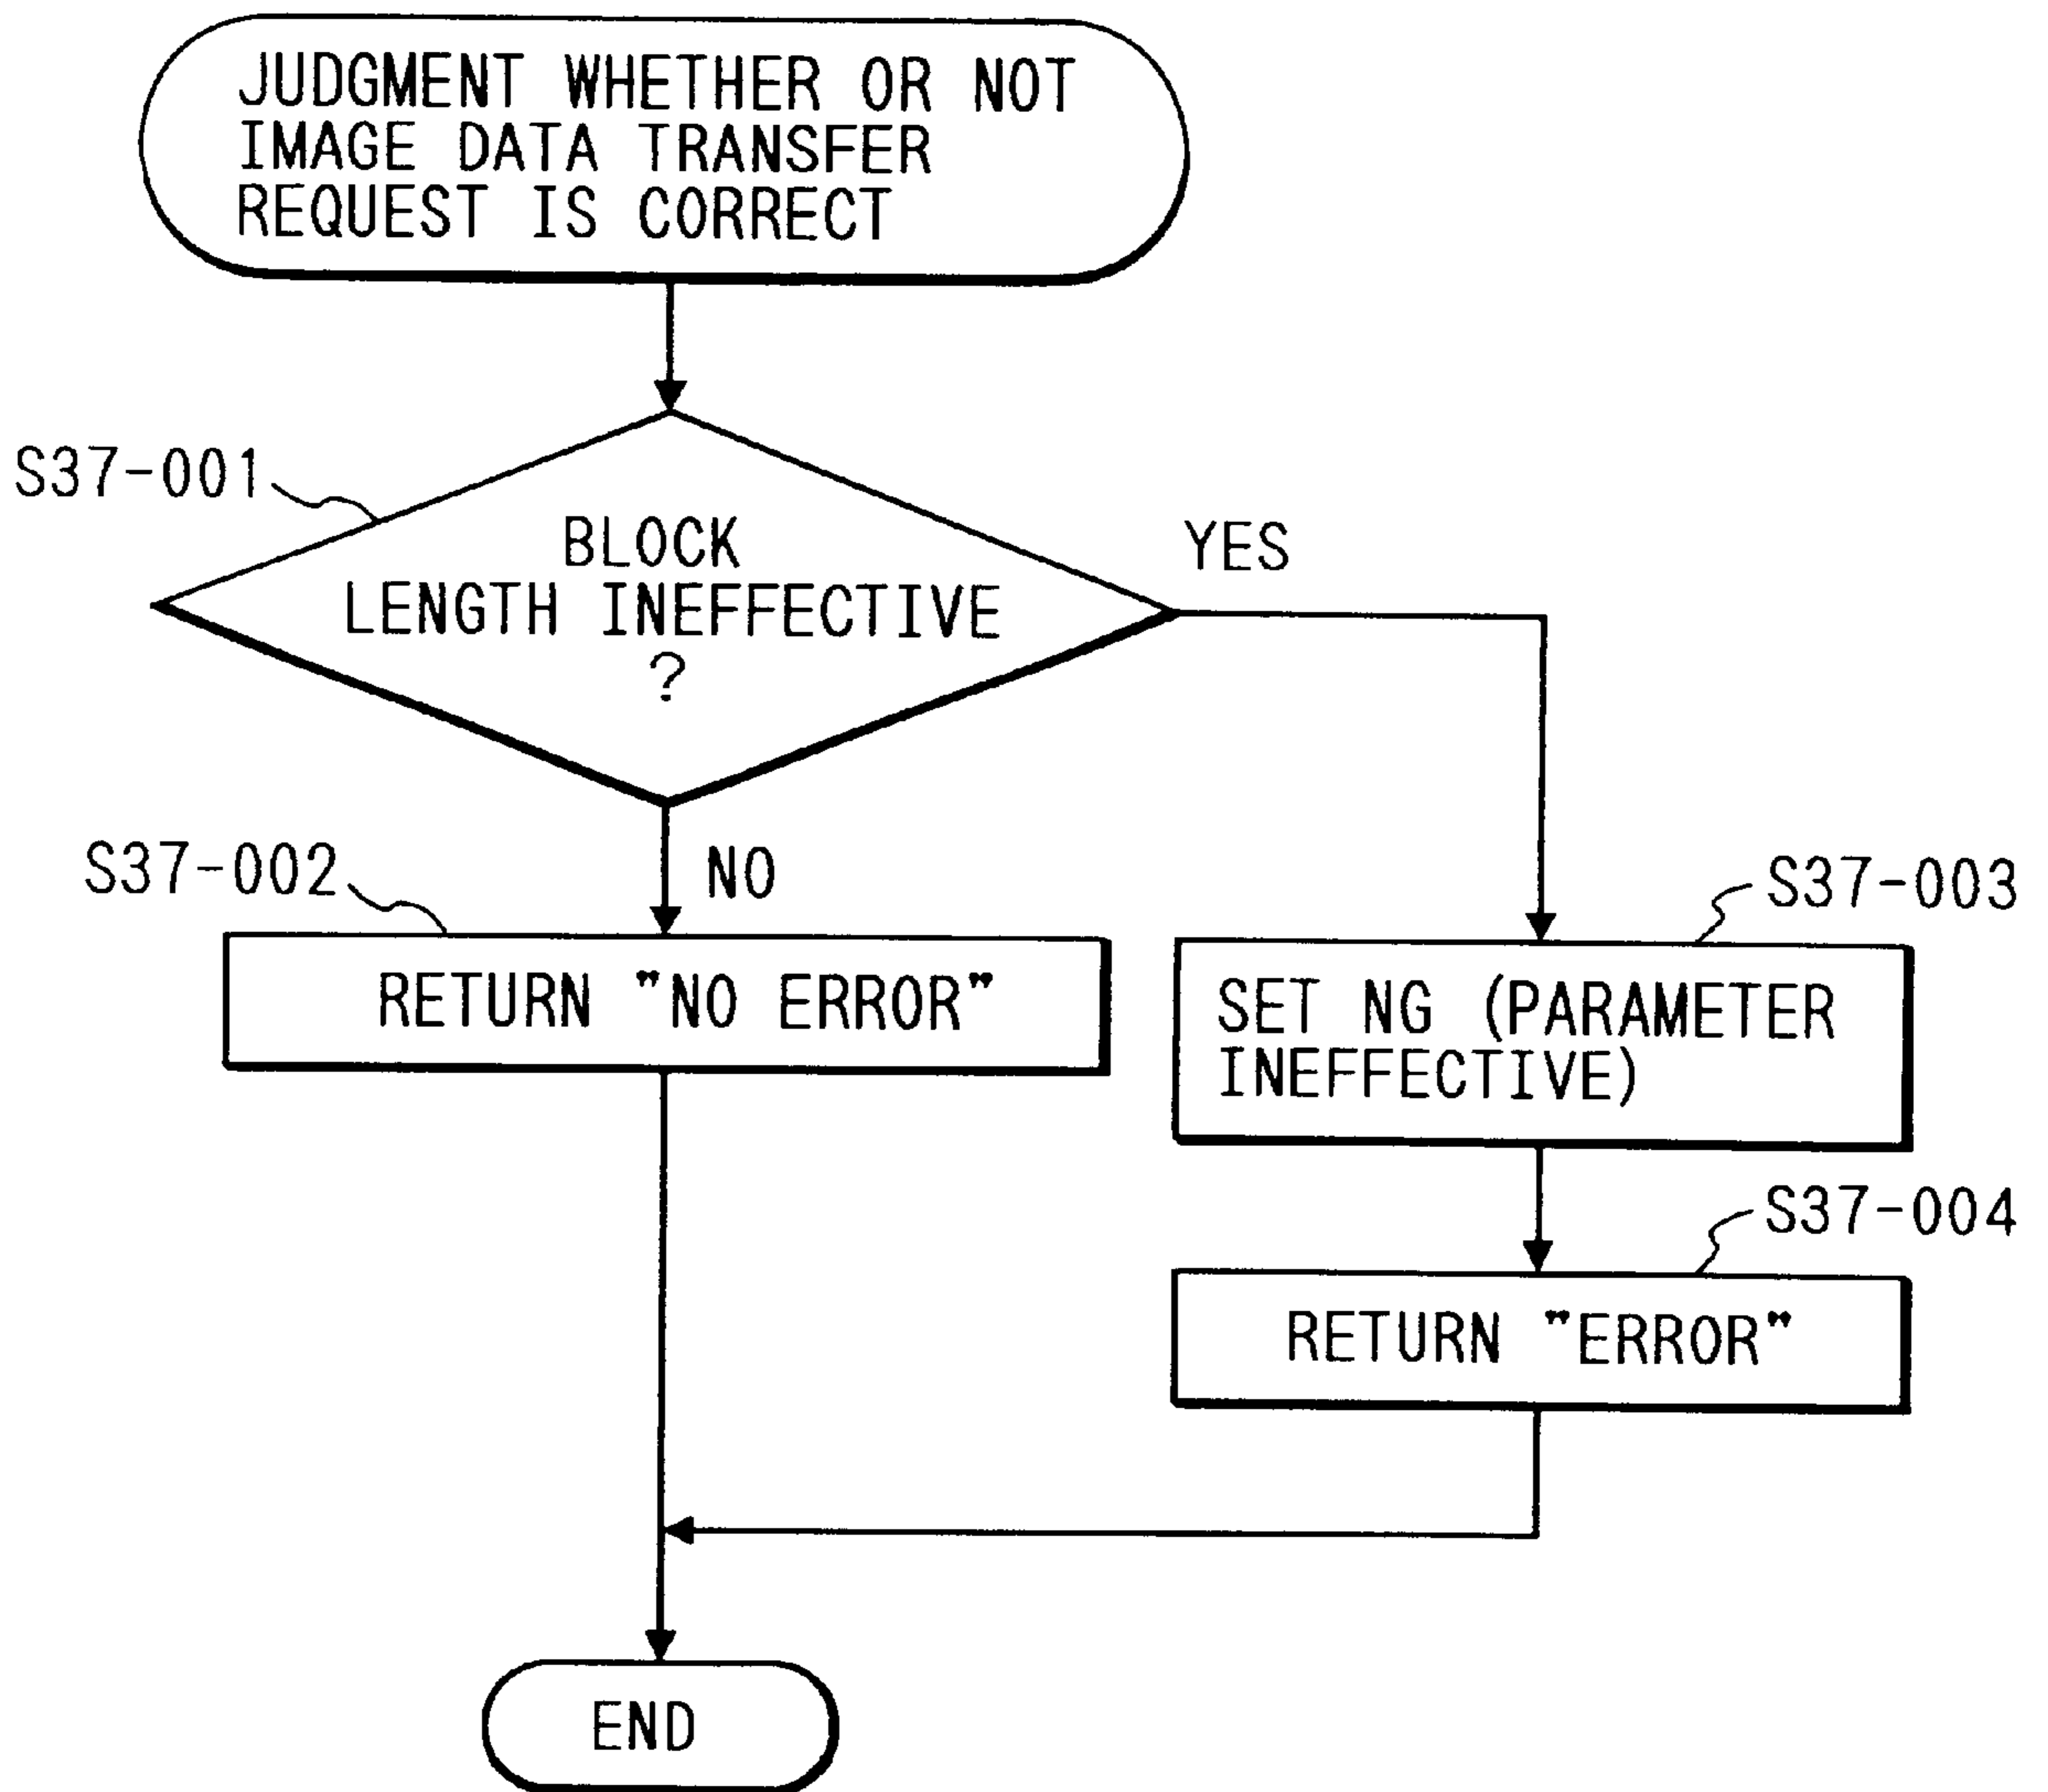 JUDGMENT WHETHER OR NOT
IMAGE DATA TRANSFER
REQUEST IS CORRECT
S37-001
BLOCK
LENGTH INEFFECTIVE
?
YES
S37-002
NO
RETURN "NO ERROR"
S37-003
SET NG (PARAMETER
INEFFECTIVE)
S37-004
RETURN "ERROR"
END